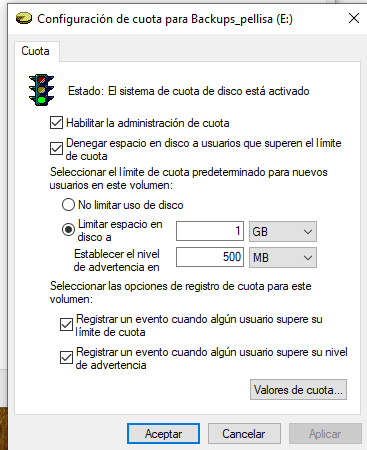 Configuración de cuota para Backups_pellisa (E:)
Cuota
Estado: El sistema de cuota de disco está activado
Habilitar la administración de cuota
Denegar espacio en disco a usuarios que superen el límite
de cuota
Seleccionar el límite de cuota predeterminado para nuevos
usuarios en este volumen:
No limitar uso de disco
Limitar espacio en
disco a
1
GB
Establecer el nivel
de advertencia en
500
MB
Seleccionar las opciones de registro de cuota para este
volumen:
Registrar un evento cuando algún usuario supere su
límite de cuota
Registrar un evento cuando algún usuario supere su nivel
de advertencia
Valores de cuota...
Aceptar
Cancelar
Aplicar